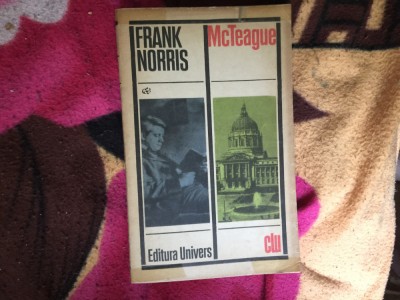 FRANK
NORRIS
McTeague
Editura Univers
clu